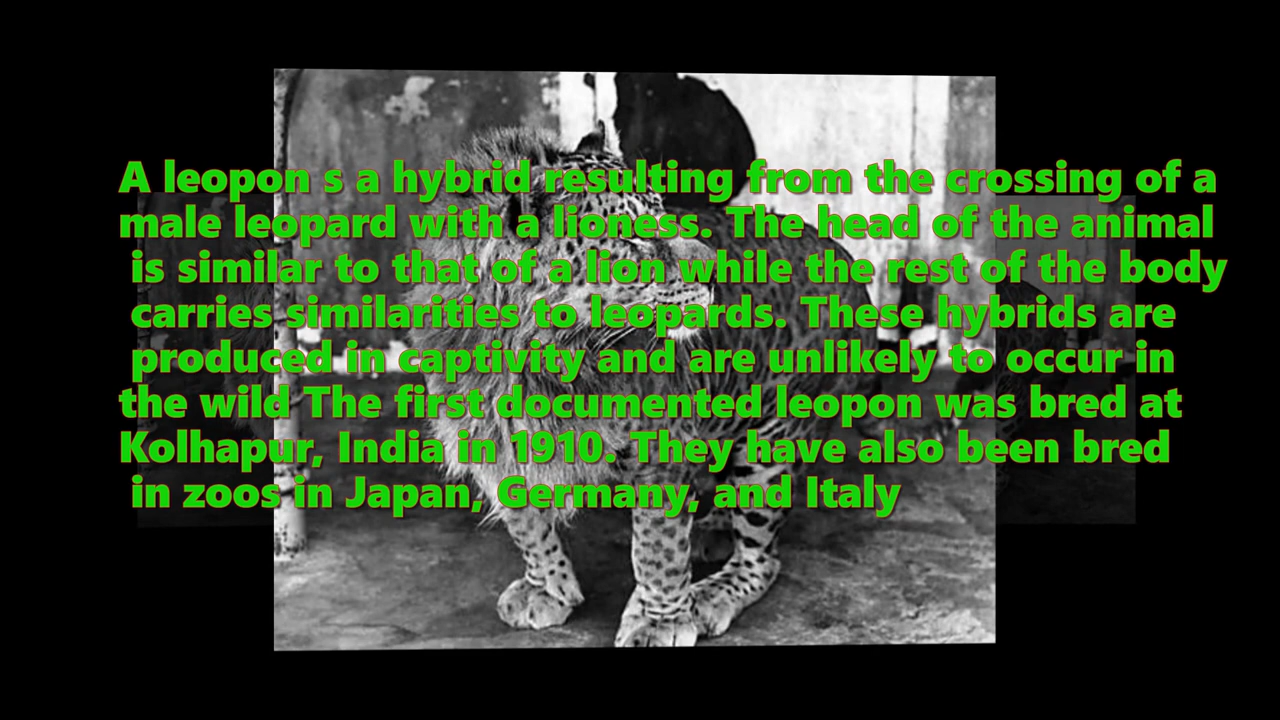 A leopon s a hybrid resulting from the crossing of a
male leopard with a lioness. The head of the animal
is similar to that of a lion while the rest of the body
carries similarities to leopards. These hybrids are
produced in captivity and are unlikely to occur in
the wild The first documented leopon was bred at
Kolhapur, India in 1910. They have also been bred
in zoos in Japan, Germany, and Italy